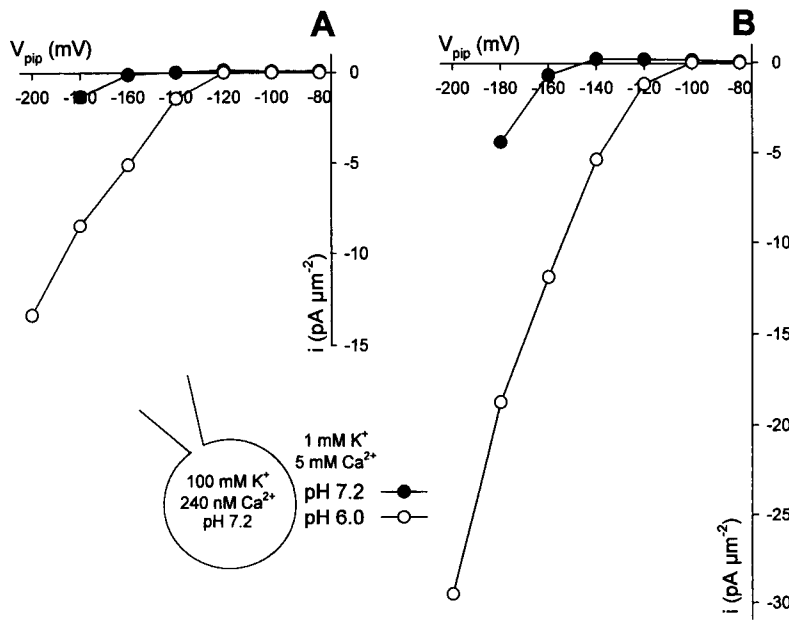 A
V_pip (mV)
-200 -180 -160 -140 -120 -100 -80
0
-5
-10
-15
i (pA µm⁻²)
B
V_pip (mV)
-200 -180 -160 -140 -120 -100 -80
0
-5
-10
-15
-20
-25
-30
i (pA µm⁻²)
100 mM K⁺
240 nM Ca²⁺
pH 7.2
1 mM K⁺
5 mM Ca²⁺
pH 7.2
pH 6.0